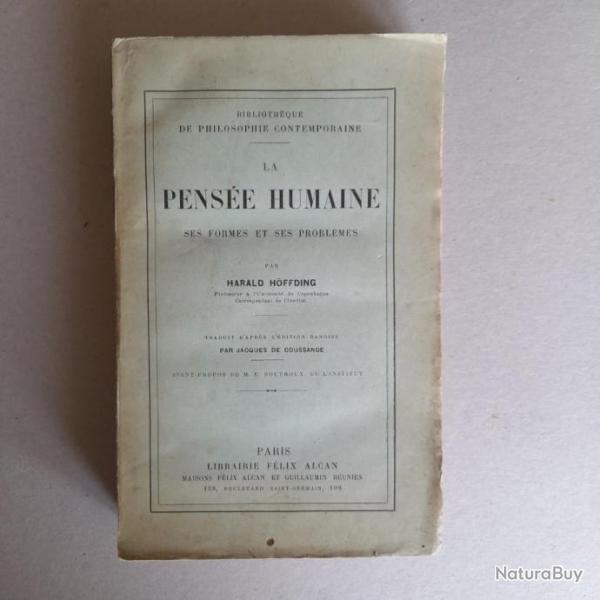 BIBLIOTHÈQUE
DE PHILOSOPHIE CONTEMPORAINE
LA
PENSÉE HUMAINE
SES FORMES ET SES PROBLÈMES
PAR
HARALD HÖFFDING
Professeur à l'Université de Copenhague
Correspondant de l'Institut
TRADUIT D'APRÈS L'ÉDITION DANOISE
PAR JACQUES DE COUSSANGE
AVANT-PROPOS DE M. E. BOUTROUX, DE L'INSTITUT
PARIS
LIBRAIRIE FÉLIX ALCAN
MAISONS FÉLIX ALCAN ET GUILLAUMIN RÉUNIES
108, BOULEVARD SAINT-GERMAIN, 108
NaturaBuy